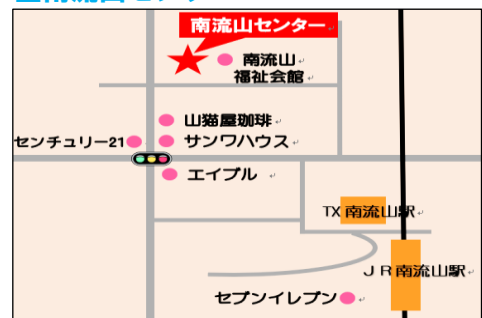 南流山センター
南流山
福祉会館
山猫屋珈琲
センチュリー21
サンワハウス
エイブル
TX 南流山駅
JR南流山駅
セブンイレブン